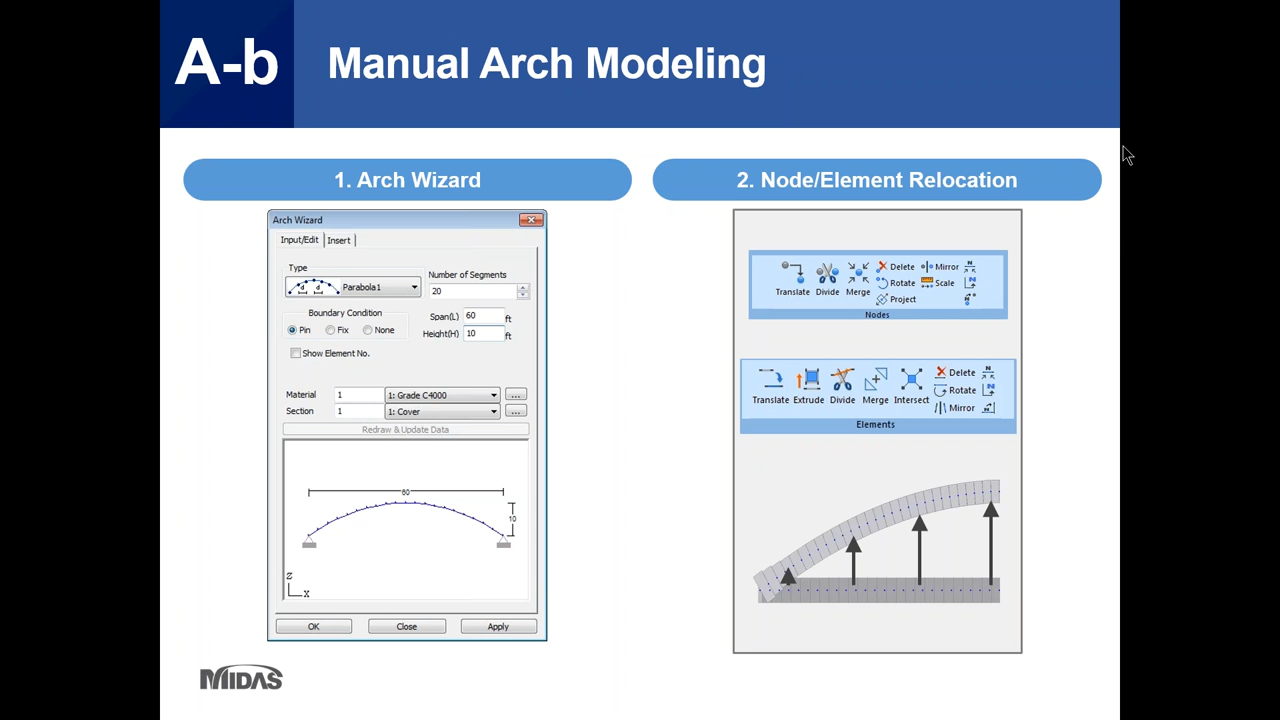 A-b
Manual Arch Modeling
1. Arch Wizard
2. Node/Element Relocation
Arch Wizard
Input/Edit
Insert
Type
Parabola1
Number of Segments
20
Boundary Condition
Pin
Fix
None
Span(L)
60
ft
Height(H)
10
ft
Show Element No.
Material
1
1: Grade C4000
...
Section
1
1: Cover
...
Redraw & Update Data
60
10
Z
X
OK
Close
Apply
Translate
Divide
Merge
Delete
Mirror
Rotate
Scale
Project
Nodes
Translate
Extrude
Divide
Merge
Intersect
Delete
Rotate
Mirror
Elements
MIDAS